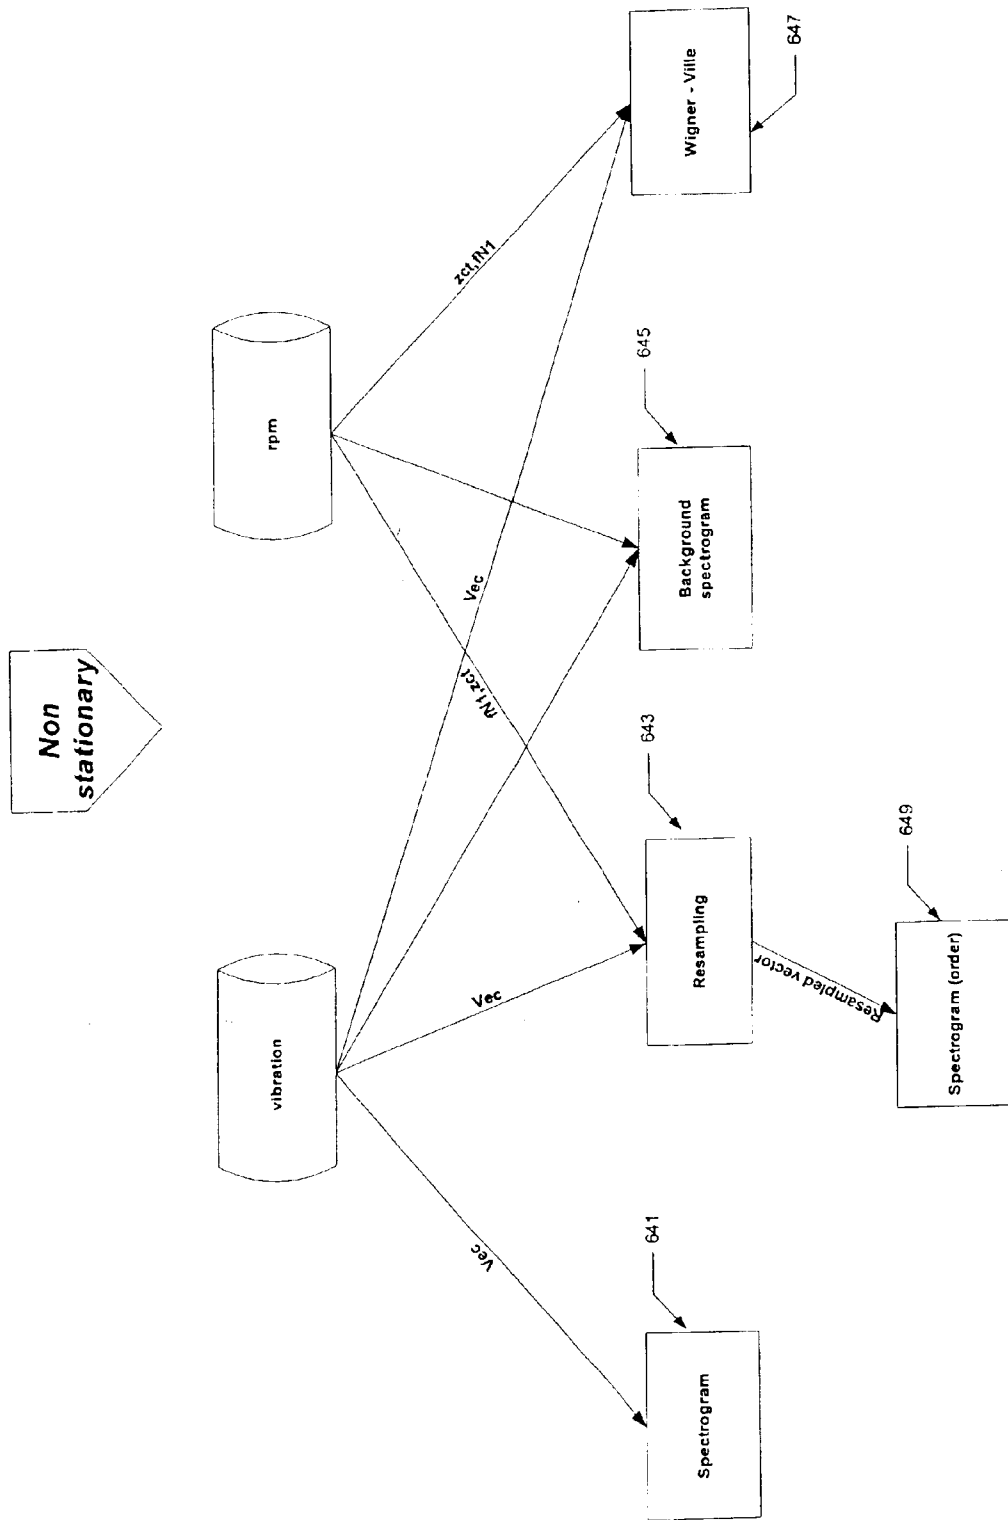 Non
stationary
vibration
rpm
Vec
Vec
fN1,zct
Vec
zct,fN1
641
Spectrogram
643
Resampling
645
Background
spectrogram
Wigner - Ville
647
Resampled vector
649
Spectrogram (order)